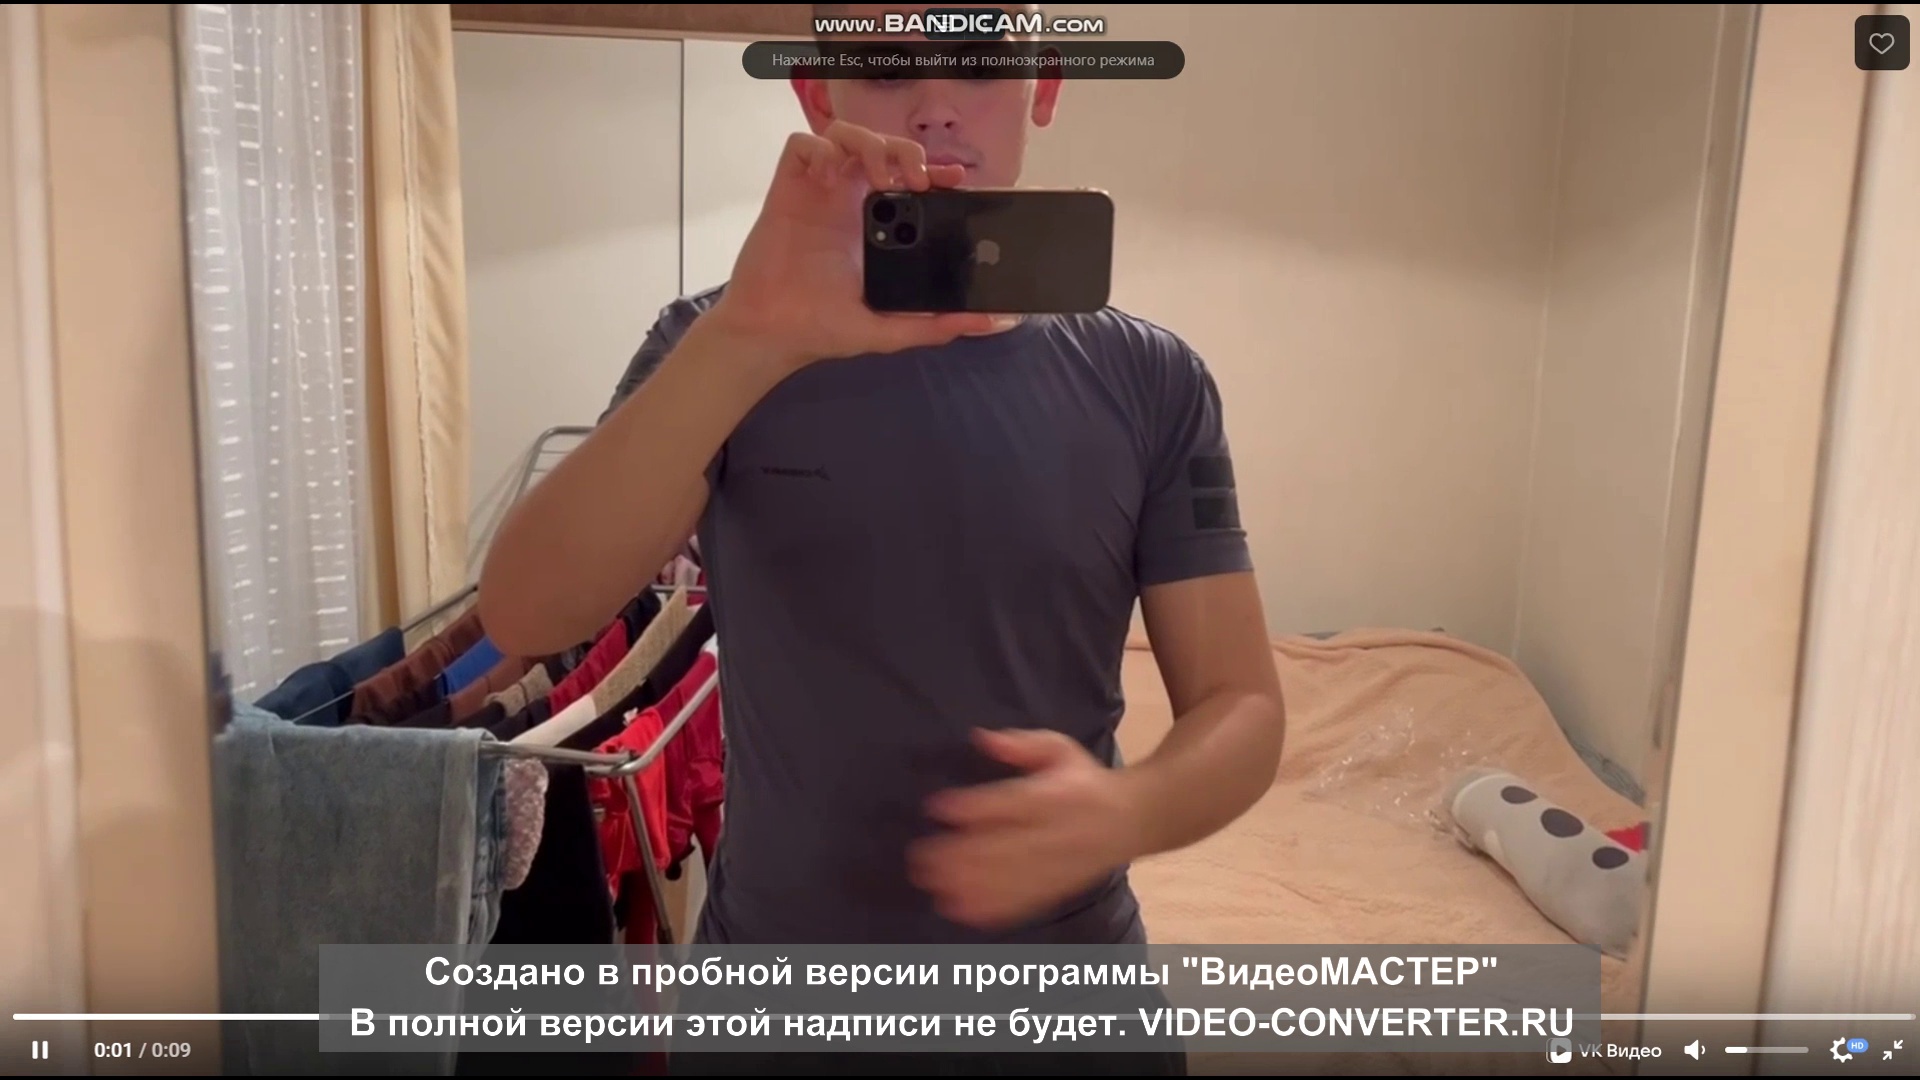 www.BANDICAM.com
Нажмите Esc, чтобы выйти из полноэкранного режима
Создано в пробной версии программы "ВидеоМАСТЕР"
В полной версии этой надписи не будет. VIDEO-CONVERTER.RU
0:01 / 0:09
VK Видео
HD